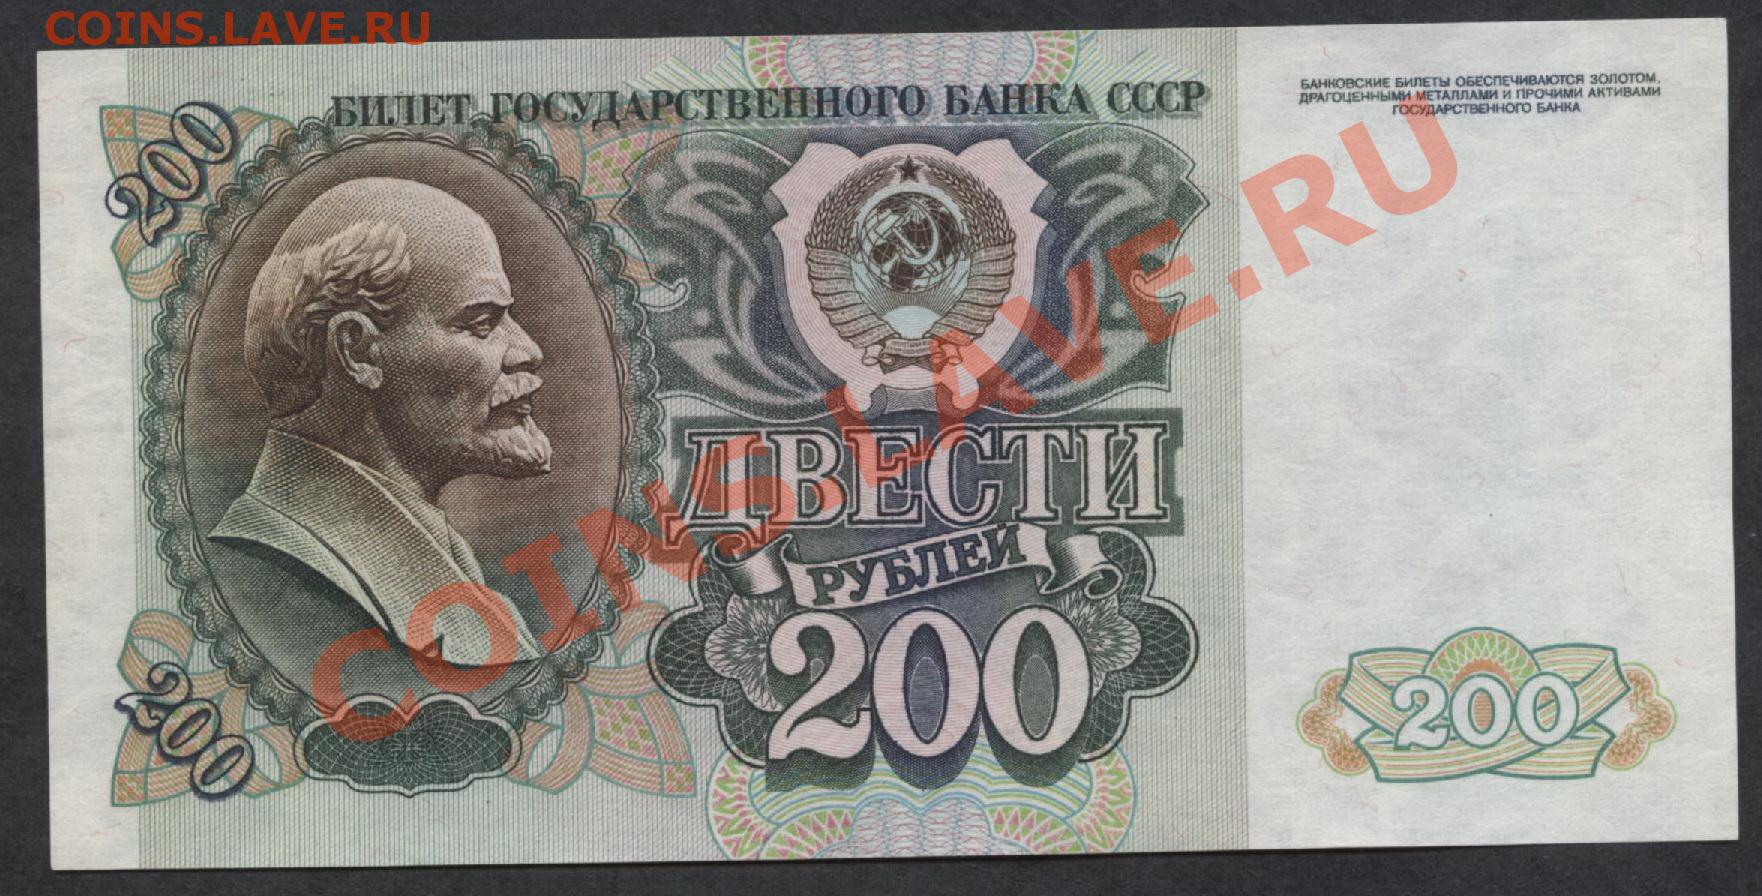 COINS.LAVE.RU
БИЛЕТ ГОСУДАРСТВЕННОГО БАНКА СССР
БАНКОВСКИЕ БИЛЕТЫ ОБЕСПЕЧИВАЮТСЯ ЗОЛОТОМ,
ДРАГОЦЕННЫМИ МЕТАЛЛАМИ И ПРОЧИМИ АКТИВАМИ
ГОСУДАРСТВЕННОГО БАНКА
200
COINS.LAVE.RU
ДВЕСТИ
РУБЛЕЙ
200
200
200